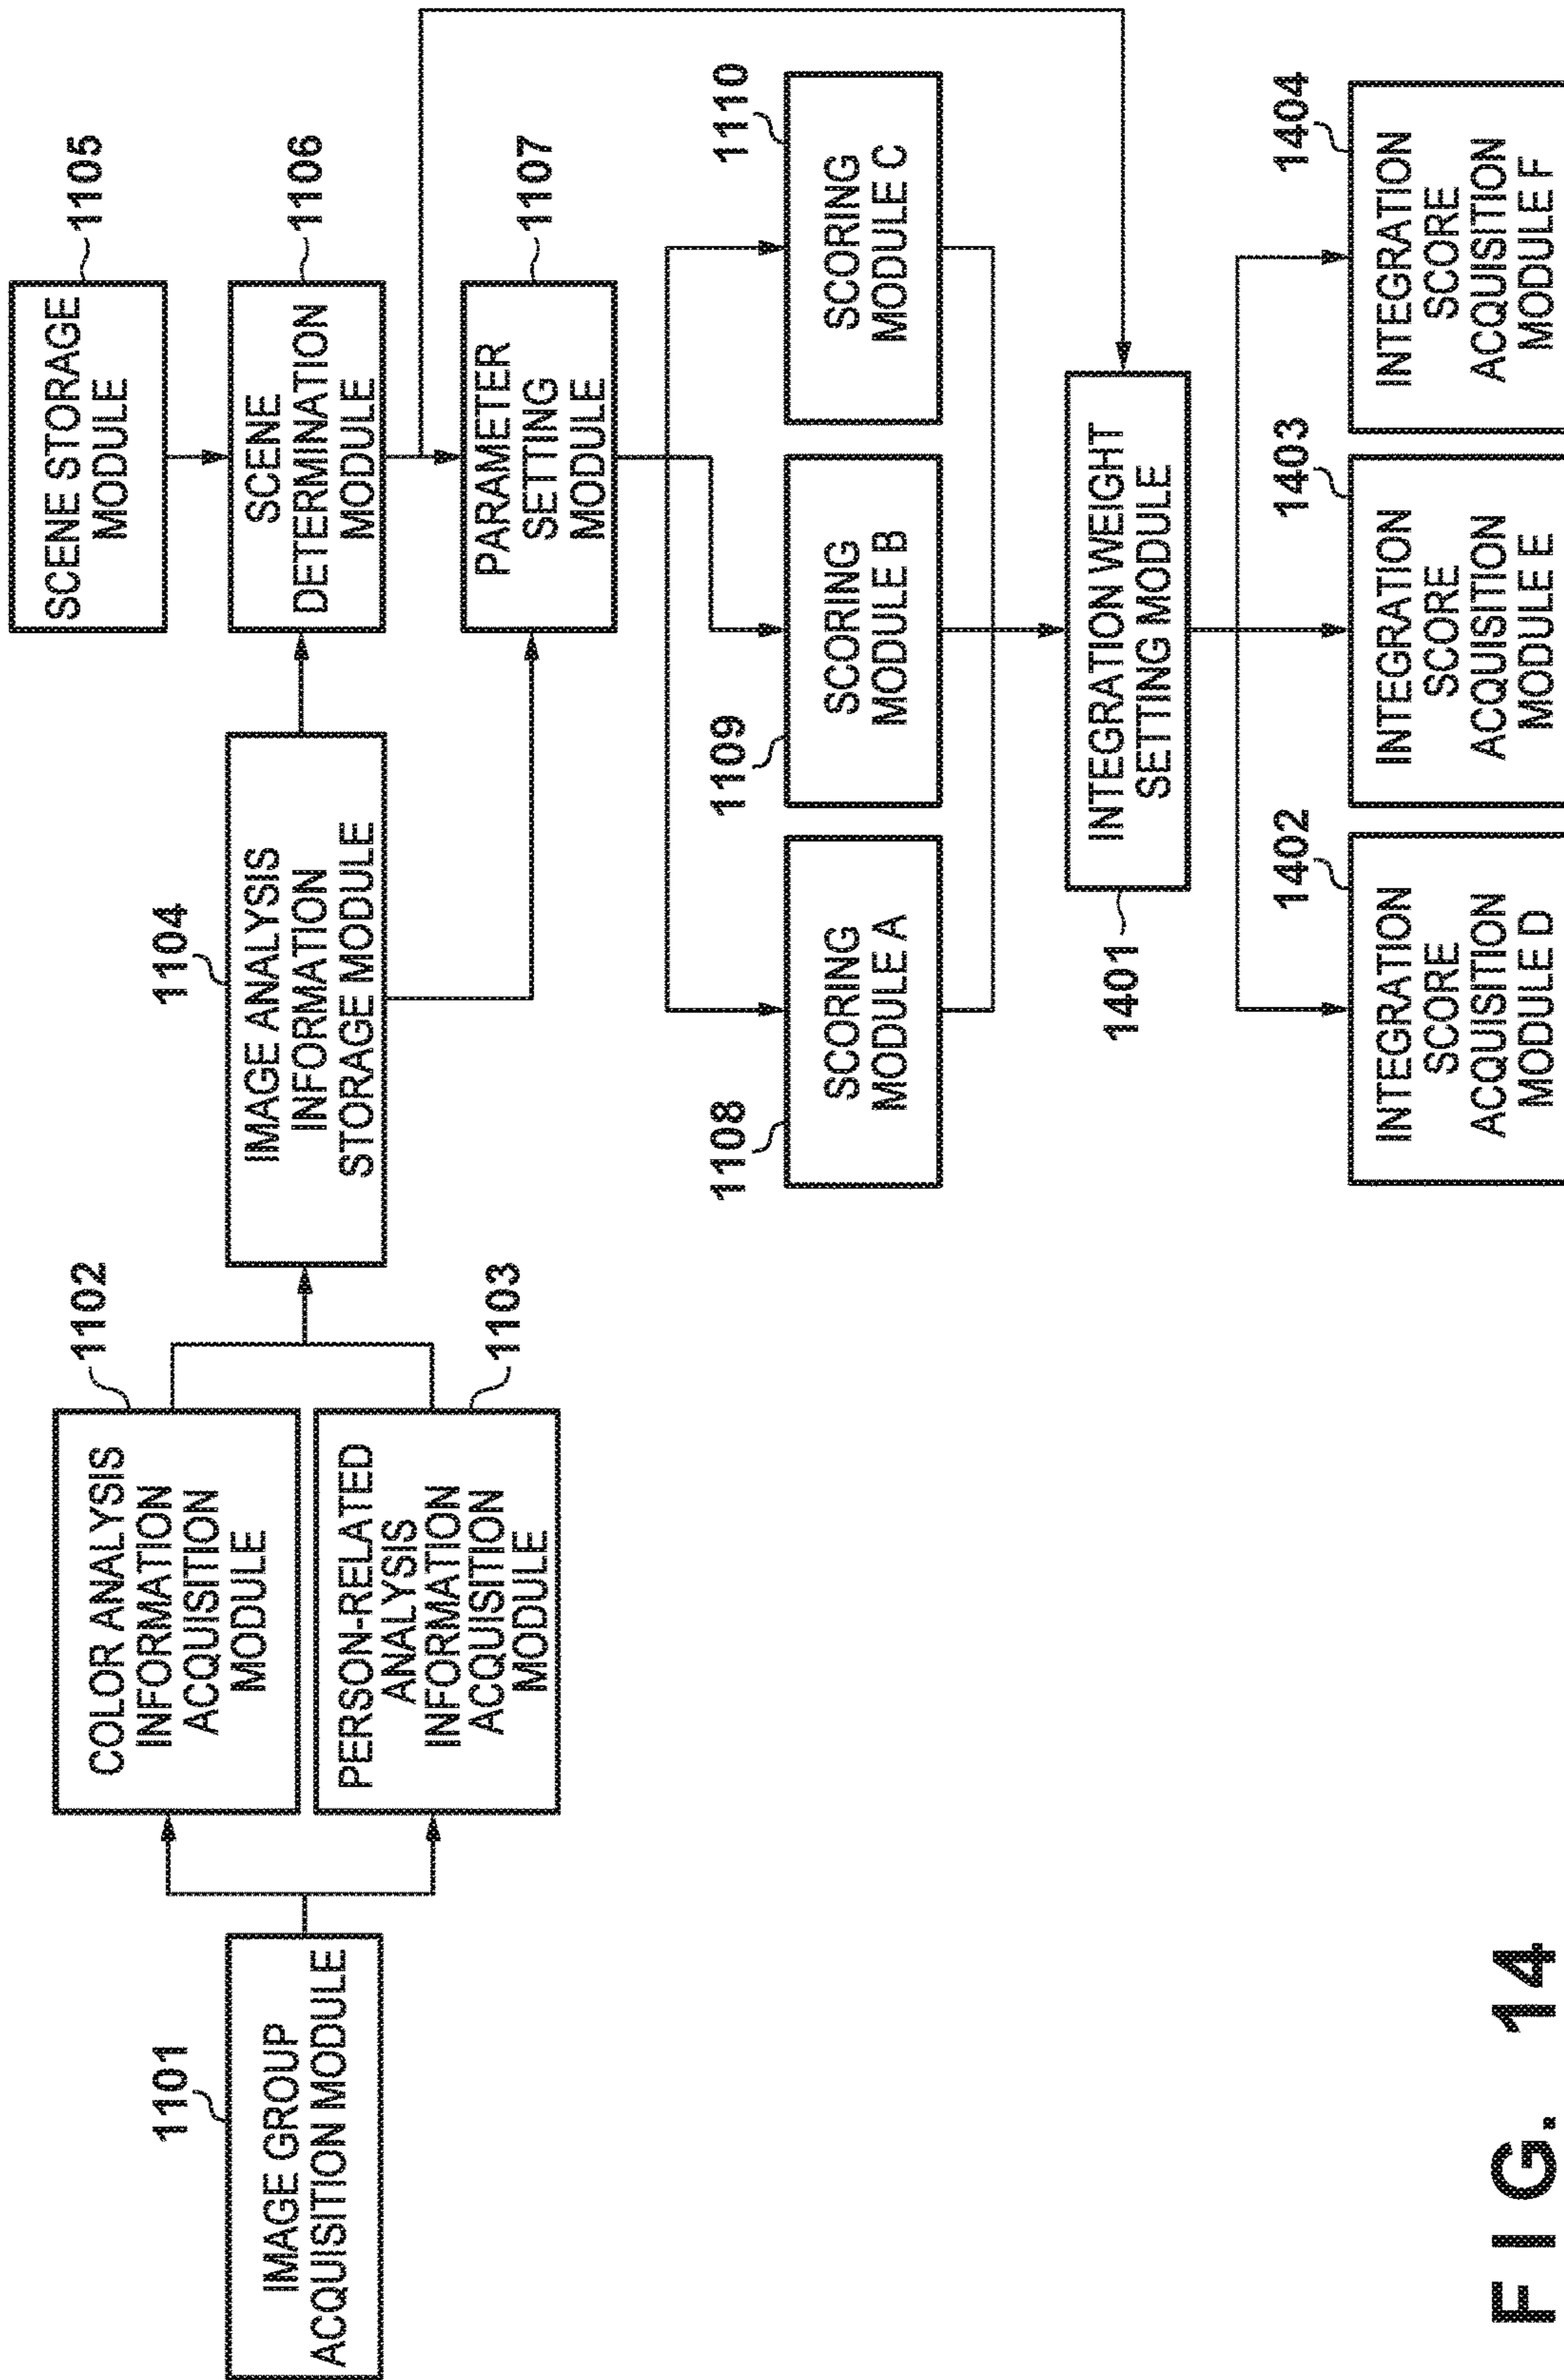 1101
IMAGE GROUP
ACQUISITION MODULE
1102
COLOR ANALYSIS
INFORMATION
ACQUISITION
MODULE
1103
PERSON-RELATED
ANALYSIS
INFORMATION
ACQUISITION
MODULE
1104
IMAGE ANALYSIS
INFORMATION
STORAGE MODULE
1105
SCENE STORAGE
MODULE
1106
SCENE
DETERMINATION
MODULE
1107
PARAMETER
SETTING
MODULE
1108
SCORING
MODULE A
1109
SCORING
MODULE B
1110
SCORING
MODULE C
1401
INTEGRATION WEIGHT
SETTING MODULE
1402
INTEGRATION
SCORE
ACQUISITION
MODULE D
1403
INTEGRATION
SCORE
ACQUISITION
MODULE E
1404
INTEGRATION
SCORE
ACQUISITION
MODULE F
FIG. 14